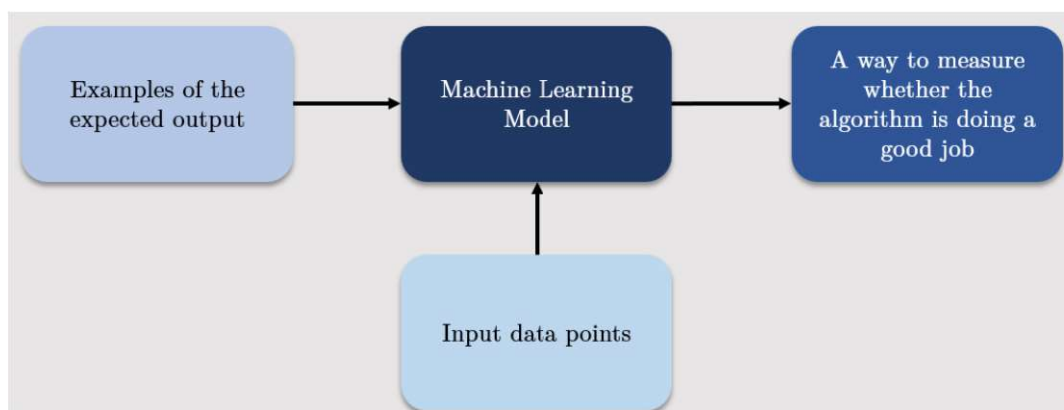 Examples of the
expected output
Machine Learning
Model
A way to measure
whether the
algorithm is doing a
good job
Input data points